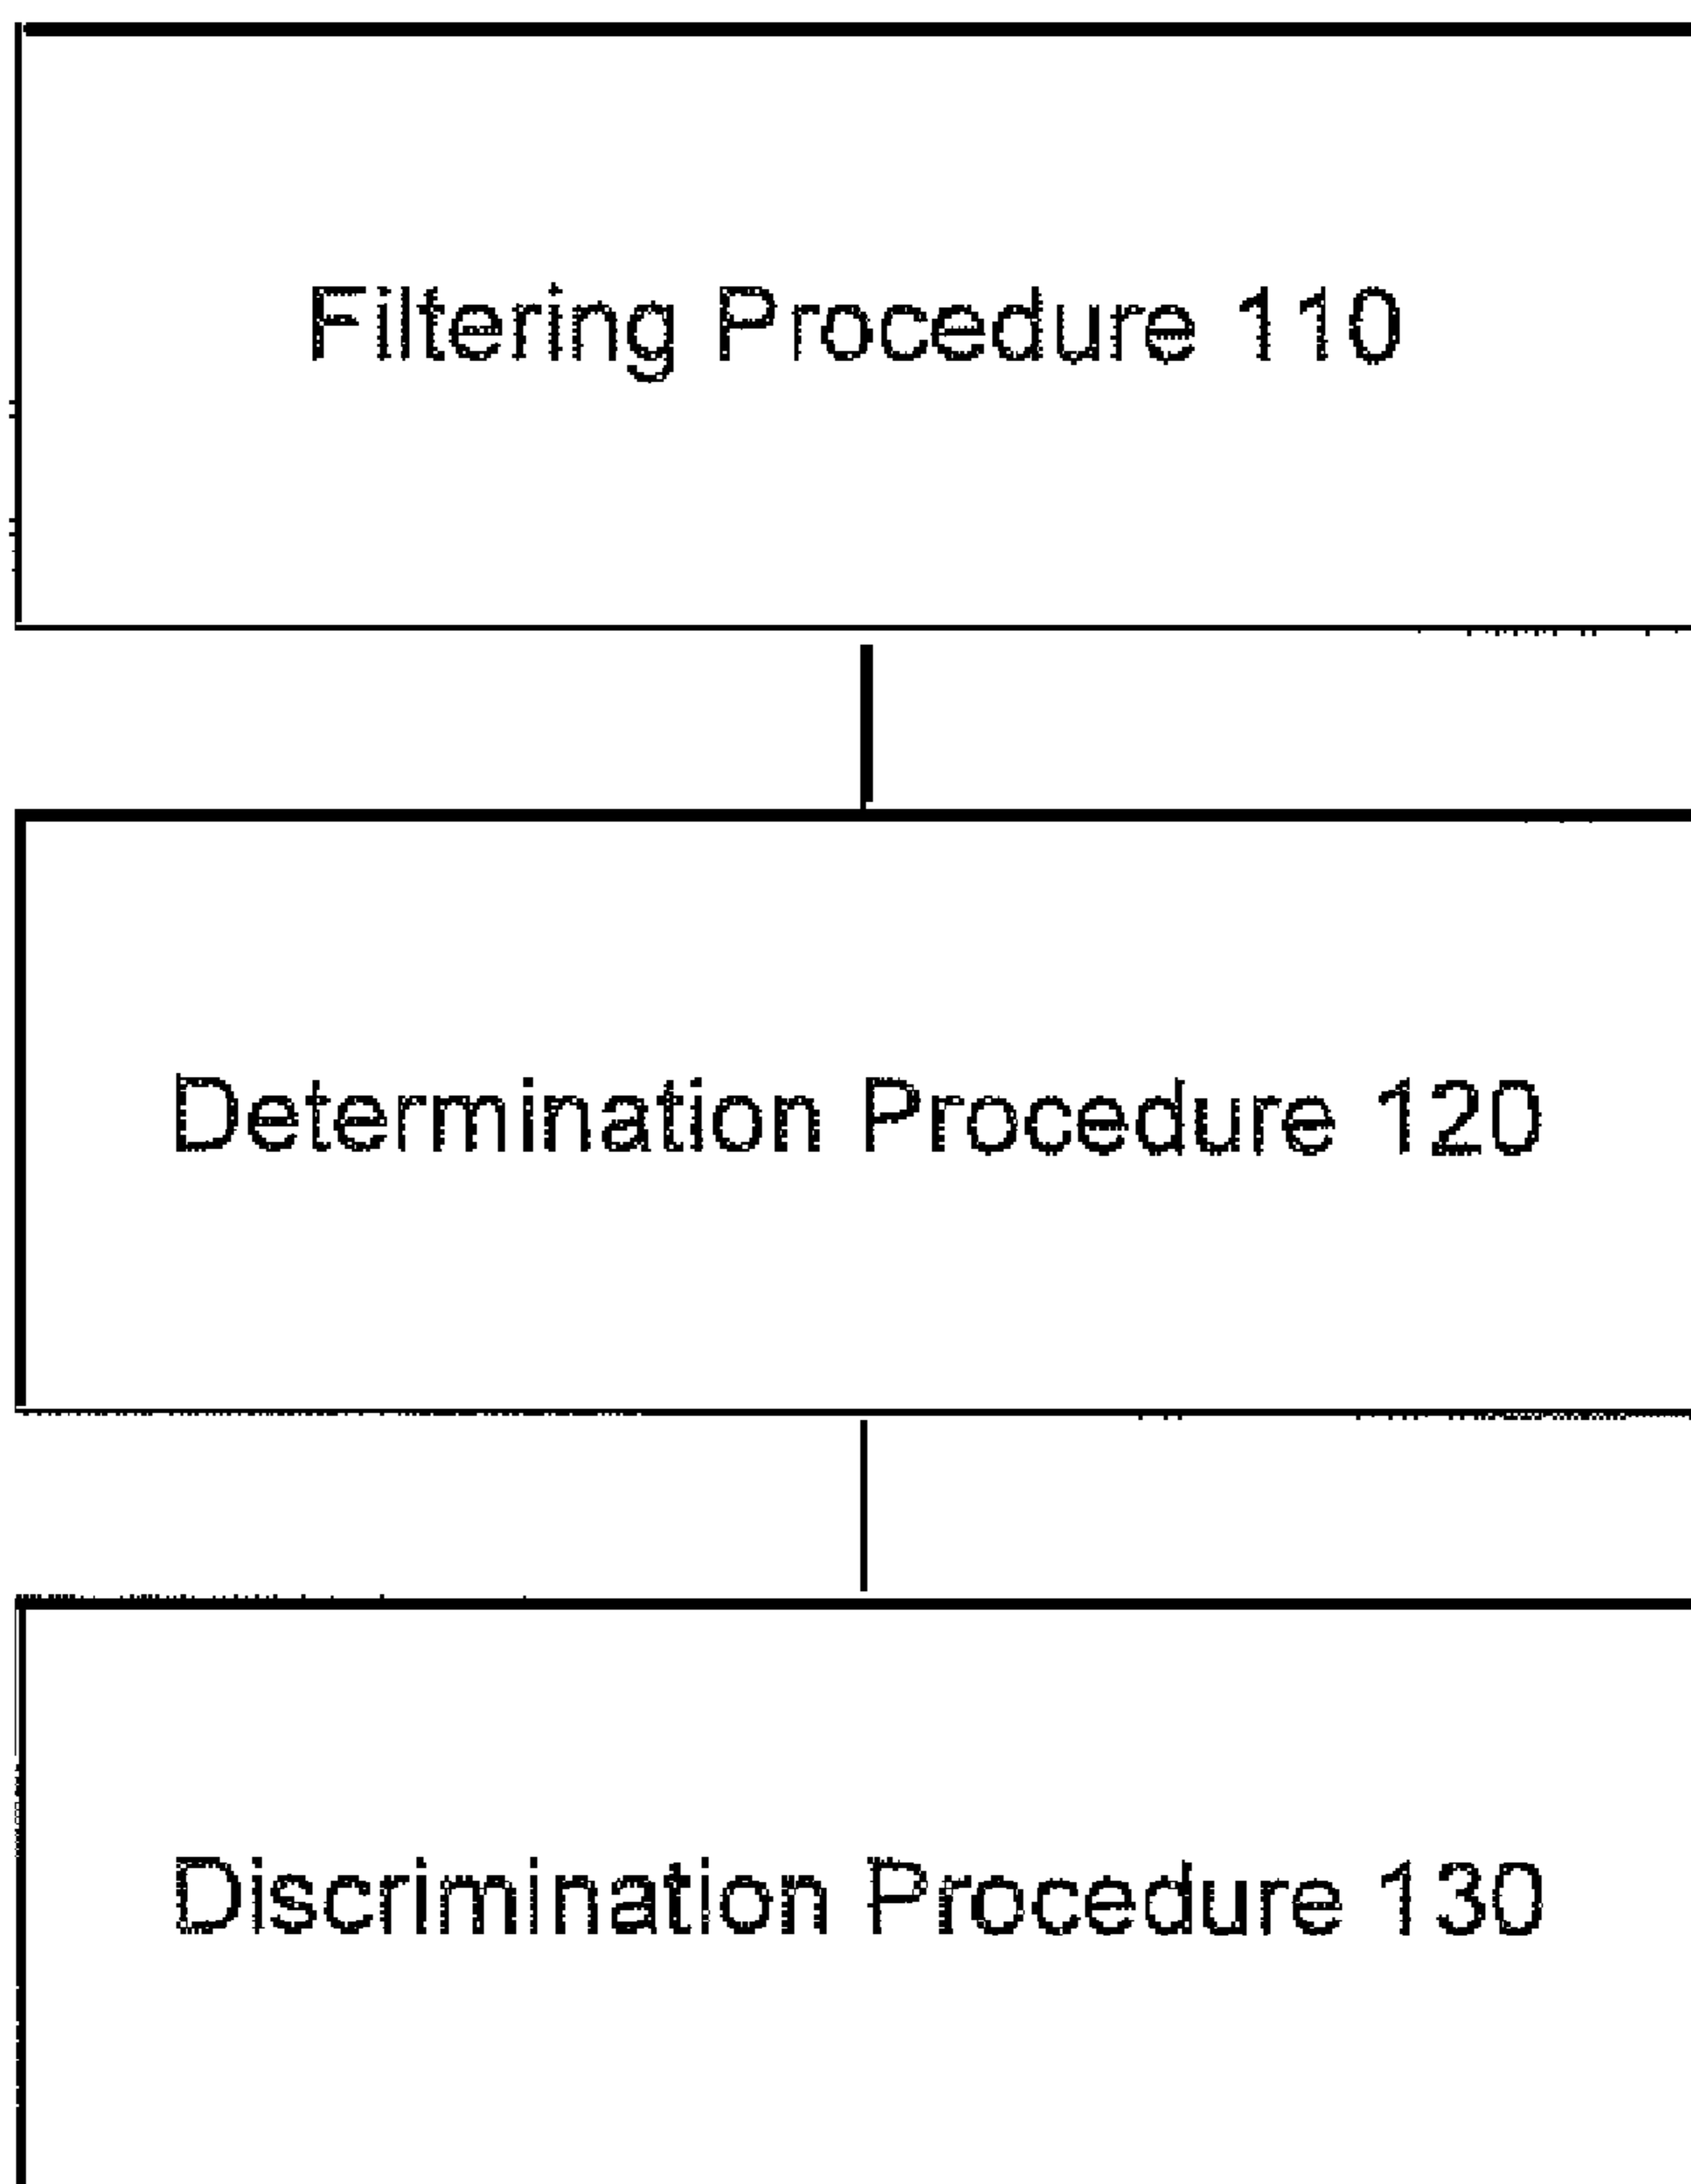 Filtering Procedure 110
Determination Procedure 120
Discrimination Procedure 130